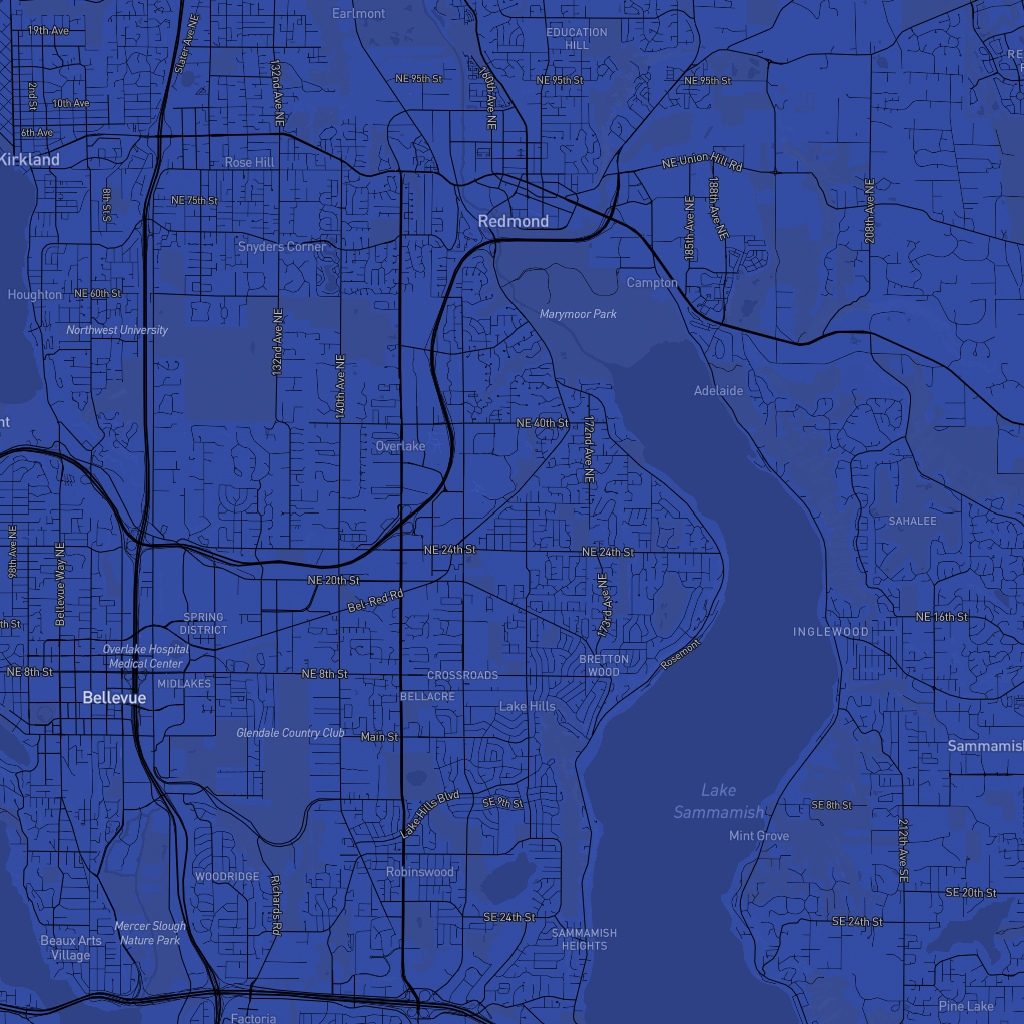 Earlmont
19th Ave
Slater Ave NE
EDUCATION
HILL
132nd Ave NE
NE 95th St
160th Ave NE
NE 95th St
NE 95th St
2nd St
10th Ave
6th Ave
Kirkland
Rose Hill
NE Union Hill Rd
8th St S
NE 75th St
188th Ave NE
185th Ave NE
208th Ave NE
Redmond
Snyders Corner
Campton
Houghton
NE 60th St
Marymoor Park
Northwest University
132nd Ave NE
140th Ave NE
Adelaide
NE 40th St
172nd Ave NE
Overlake
SAHALEE
98th Ave NE
Bellevue Way NE
NE 24th St
NE 24th St
NE 20th St
Bel-Red Rd
173rd Ave NE
SPRING
DISTRICT
NE 16th St
INGLEWOOD
Overlake Hospital
Medical Center
Rosemont
BRETTON
WOOD
NE 8th St
NE 8th St
CROSSROADS
MIDLAKES
Bellevue
BELLACRE
Lake Hills
Glendale Country Club
Main St
Sammamish
Lake
Sammamish
Lake Hills Blvd
SE 9th St
SE 8th St
Mint Grove
212th Ave SE
Robinswood
WOODRIDGE
Richards Rd
SE 20th St
SE 24th St
SE 24th St
Mercer Slough
Nature Park
Beaux Arts
Village
SAMMAMISH
HEIGHTS
Pine Lake
Factoria